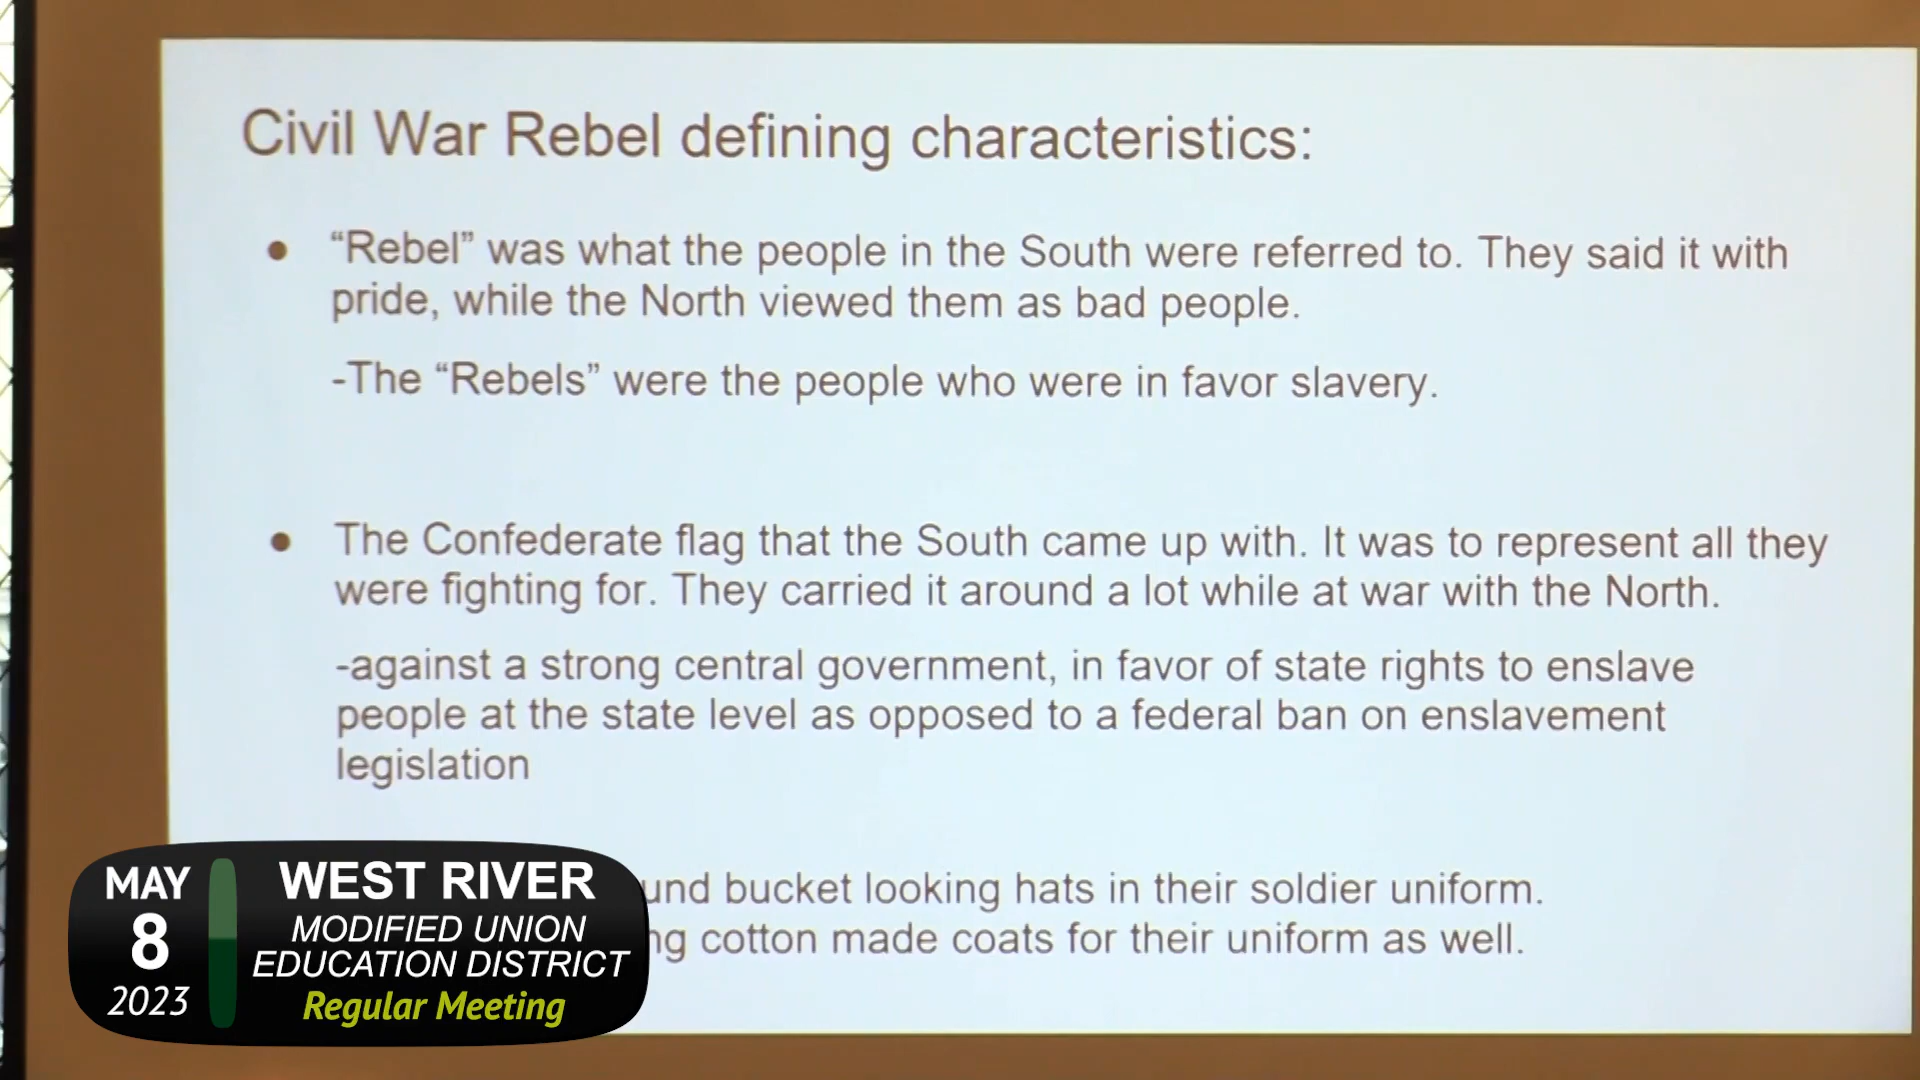 Civil War Rebel defining characteristics:
● “Rebel” was what the people in the South were referred to. They said it with
pride, while the North viewed them as bad people.
-The “Rebels” were the people who were in favor slavery.
● The Confederate flag that the South came up with. It was to represent all they
were fighting for. They carried it around a lot while at war with the North.
-against a strong central government, in favor of state rights to enslave
people at the state level as opposed to a federal ban on enslavement
legislation
bucket looking hats in their soldier uniform.
cotton made coats for their uniform as well.
MAY
8
2023
WEST RIVER
MODIFIED UNION
EDUCATION DISTRICT
Regular Meeting